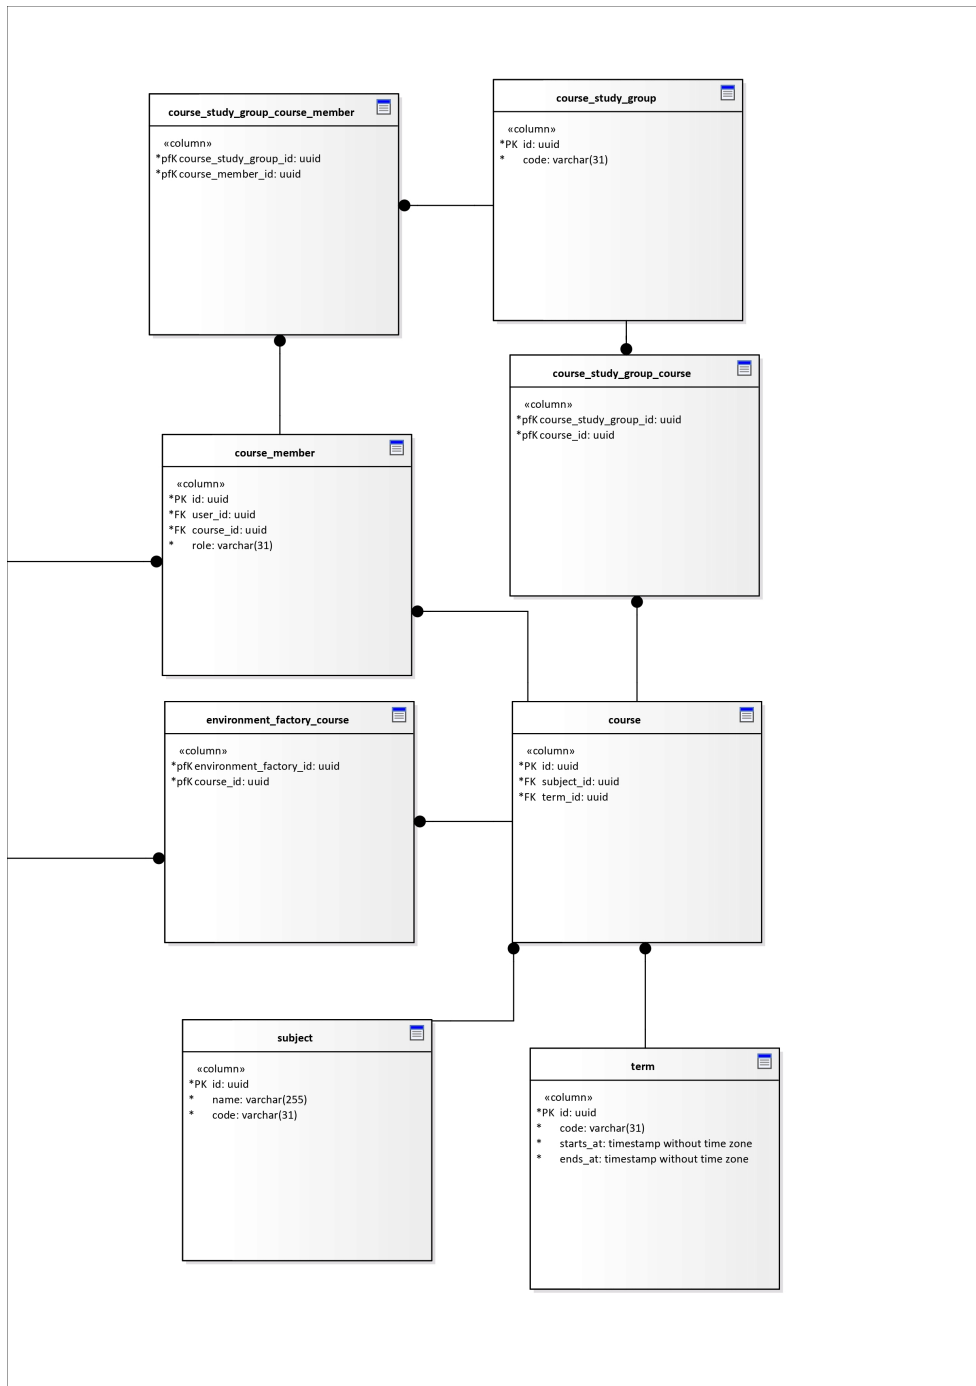 course_study_group_course_member
«column»
*pfK course_study_group_id: uuid
*pfK course_member_id: uuid
course_study_group
«column»
*PK id: uuid
* code: varchar(31)
course_study_group_course
«column»
*pfK course_study_group_id: uuid
*pfK course_id: uuid
course_member
«column»
*PK id: uuid
*FK user_id: uuid
*FK course_id: uuid
* role: varchar(31)
environment_factory_course
«column»
*pfK environment_factory_id: uuid
*pfK course_id: uuid
course
«column»
*PK id: uuid
*FK subject_id: uuid
*FK term_id: uuid
subject
«column»
*PK id: uuid
* name: varchar(255)
* code: varchar(31)
term
«column»
*PK id: uuid
* code: varchar(31)
* starts_at: timestamp without time zone
* ends_at: timestamp without time zone